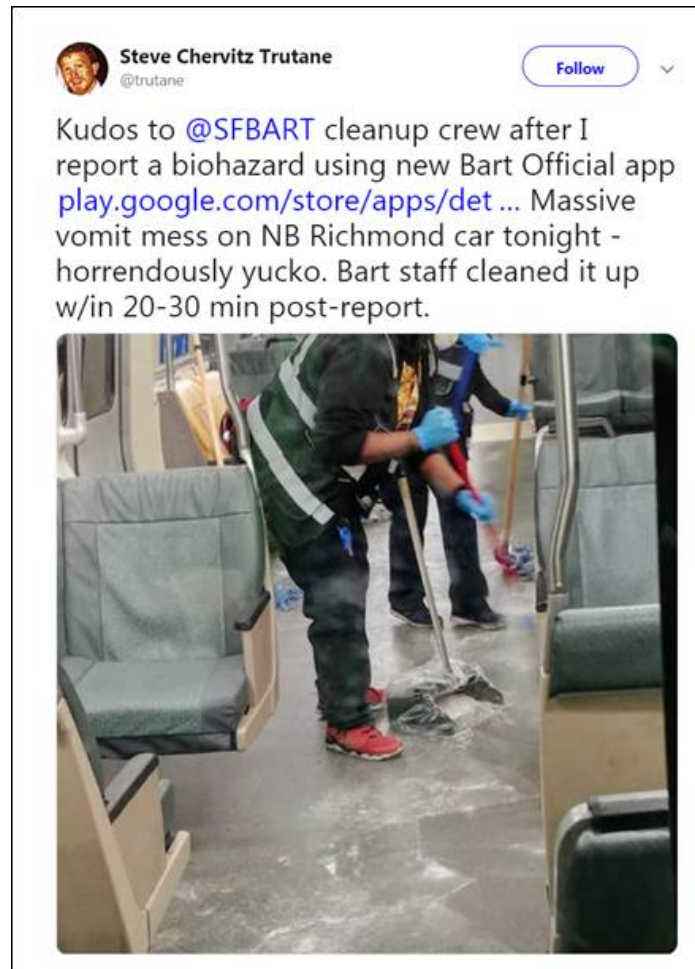 Steve Chervitz Trutane
@trutane
Follow
Kudos to @SFBART cleanup crew after I
report a biohazard using new Bart Official app
play.google.com/store/apps/det ... Massive
vomit mess on NB Richmond car tonight -
horrendously yucko. Bart staff cleaned it up
w/in 20-30 min post-report.